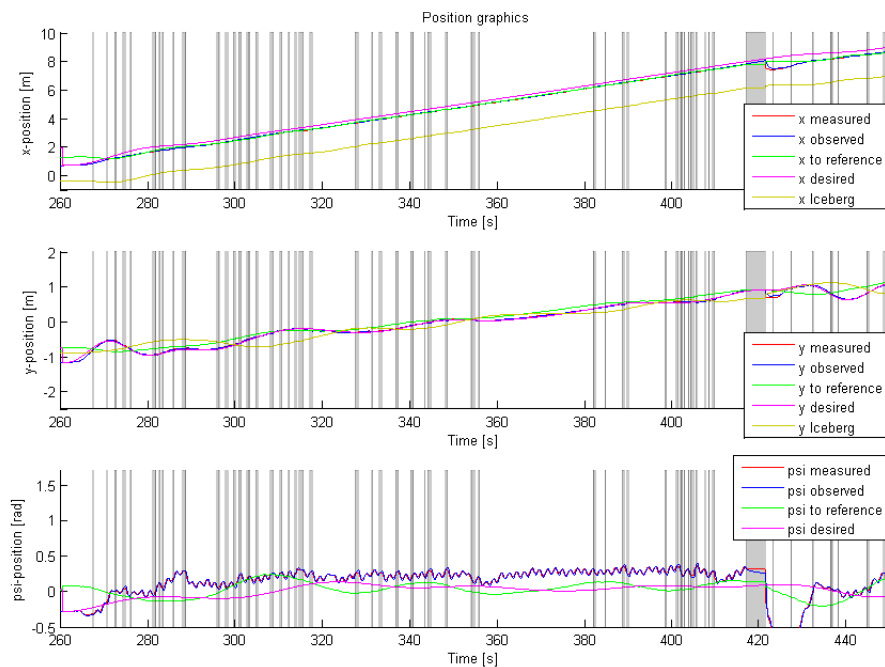 Position graphics
10
8
6
4
2
0
x-position [m]
260 280 300 320 340 360 380 400 420 440
Time [s]
x measured
x observed
x to reference
x desired
x Iceberg
2
1
0
-1
-2
y-position [m]
260 280 300 320 340 360 380 400 420 440
Time [s]
y measured
y observed
y to reference
y desired
y Iceberg
1.5
1
0.5
0
-0.5
psi-position [rad]
260 280 300 320 340 360 380 400 420 440
Time [s]
psi measured
psi observed
psi to reference
psi desired